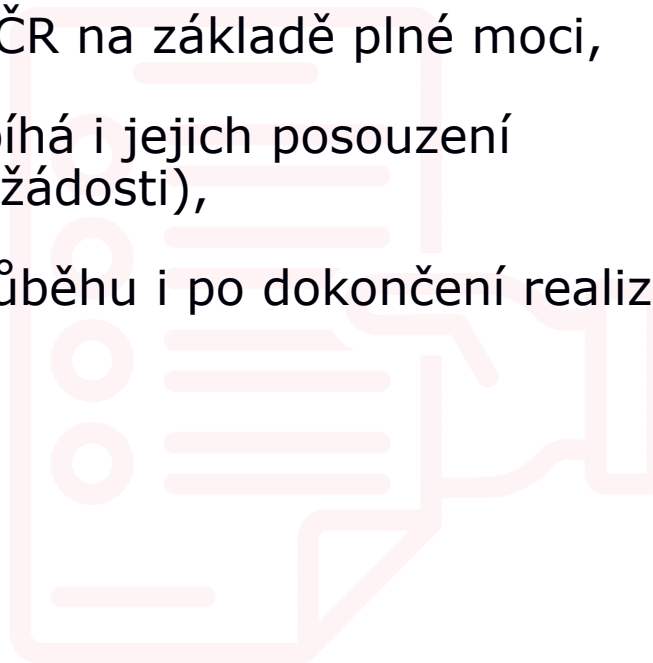 ČR na základě plné moci,
íhá i jejich posouzení
žádosti),
ůběhu i po dokončení realiz